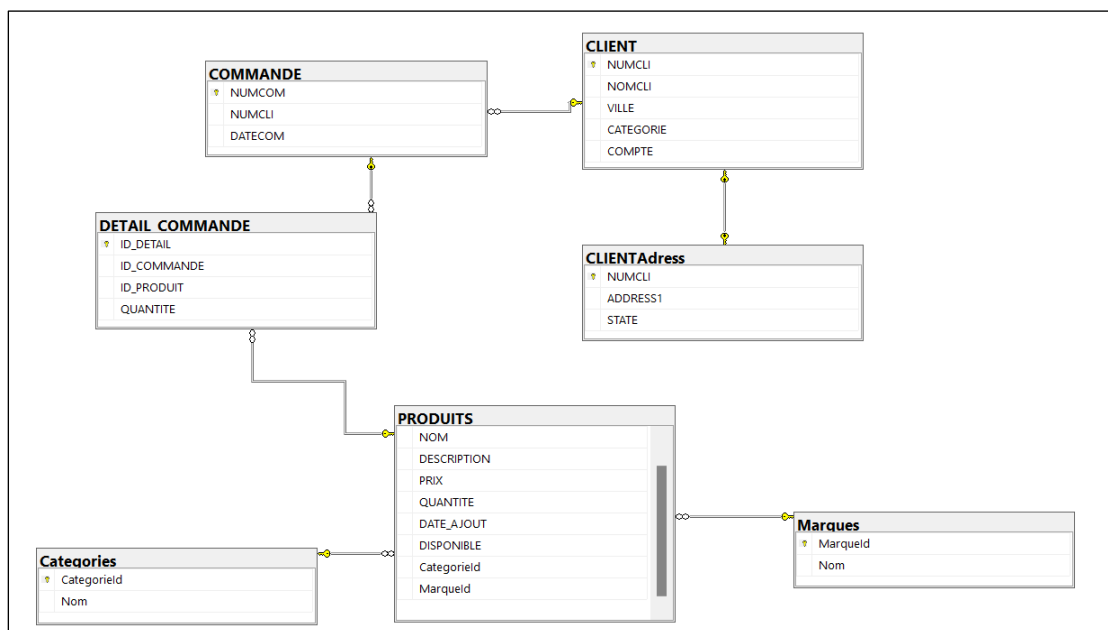 COMMANDE
NUMCOM
NUMCLI
DATECOM
CLIENT
NUMCLI
NOMCLI
VILLE
CATEGORIE
COMPTE
DETAIL_COMMANDE
ID_DETAIL
ID_COMMANDE
ID_PRODUIT
QUANTITE
CLIENTAdress
NUMCLI
ADDRESS1
STATE
PRODUITS
NOM
DESCRIPTION
PRIX
QUANTITE
DATE_AJOUT
DISPONIBLE
CategorieId
MarqueId
Categories
CategorieId
Nom
Marques
MarqueId
Nom